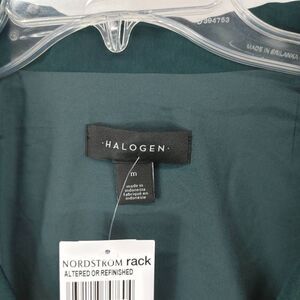 394763
MADE IN SRI LANKA
·HALOGEN·
m
made in
indonesia
fabriqué en
indonésie
NORDSTROM rack
ALTERED OR REFINISHED